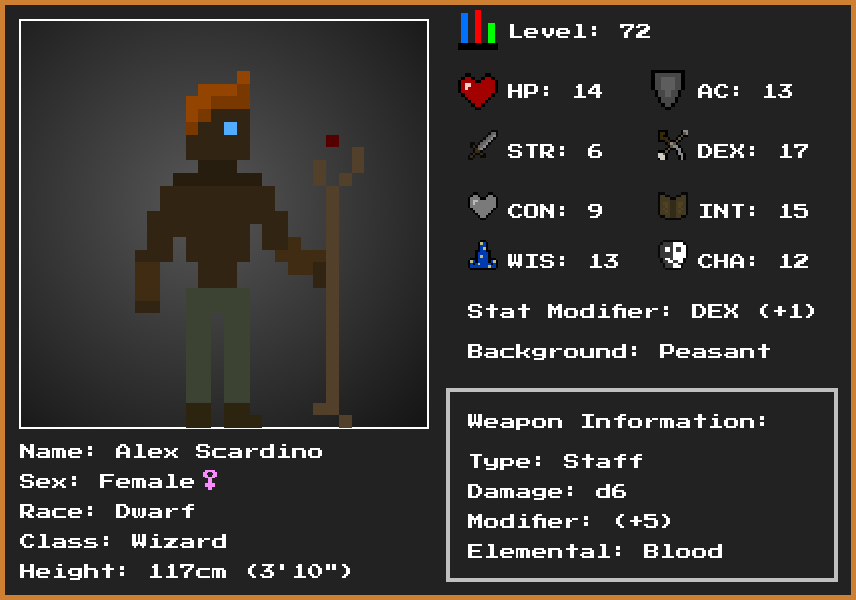 Level: 72
HP: 14
AC: 13
STR: 6
DEX: 17
CON: 9
INT: 15
WIS: 13
CHA: 12
Stat Modifier: DEX (+1)
Background: Peasant
Weapon Information:
Type: Staff
Damage: d6
Modifier: (+5)
Elemental: Blood
Name: Alex Scardino
Sex: Female♀
Race: Dwarf
Class: Wizard
Height: 117cm (3'10")